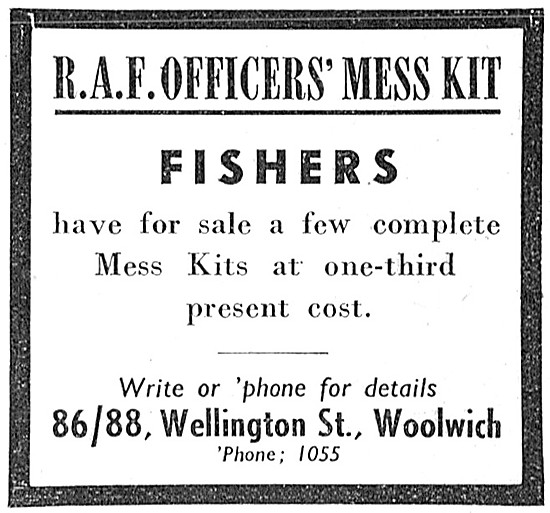 R.A.F. OFFICERS' MESS KIT
FISHERS
have for sale a few complete
Mess Kits at one-third
present cost.
Write or 'phone for details
86/88, Wellington St., Woolwich
'Phone; 1055